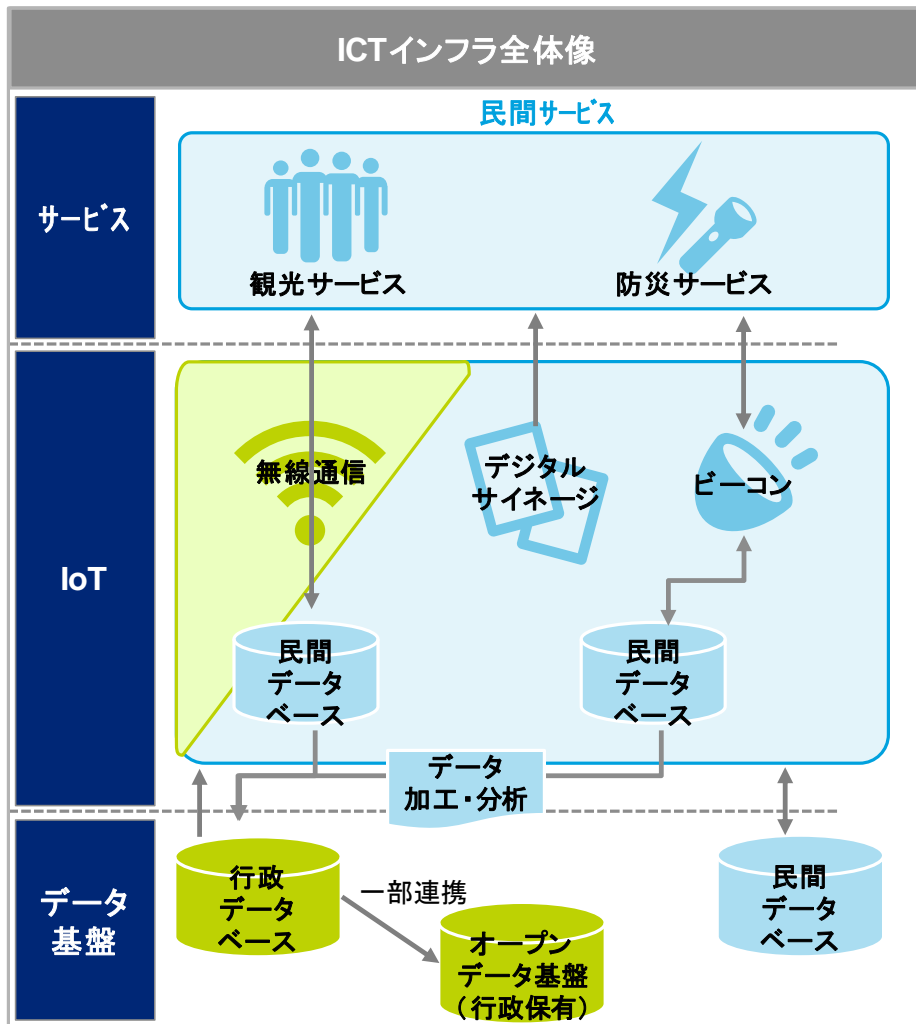 ICTインフラ全体像
民間サービス
サービス
観光サービス
防災サービス
IoT
無線通信
デジタル
サイネージ
ビーコン
民間
データ
ベース
民間
データ
ベース
データ
加工・分析
データ
基盤
行政
データ
ベース
一部連携
オープン
データ基盤
（行政保有）
民間
データ
ベース